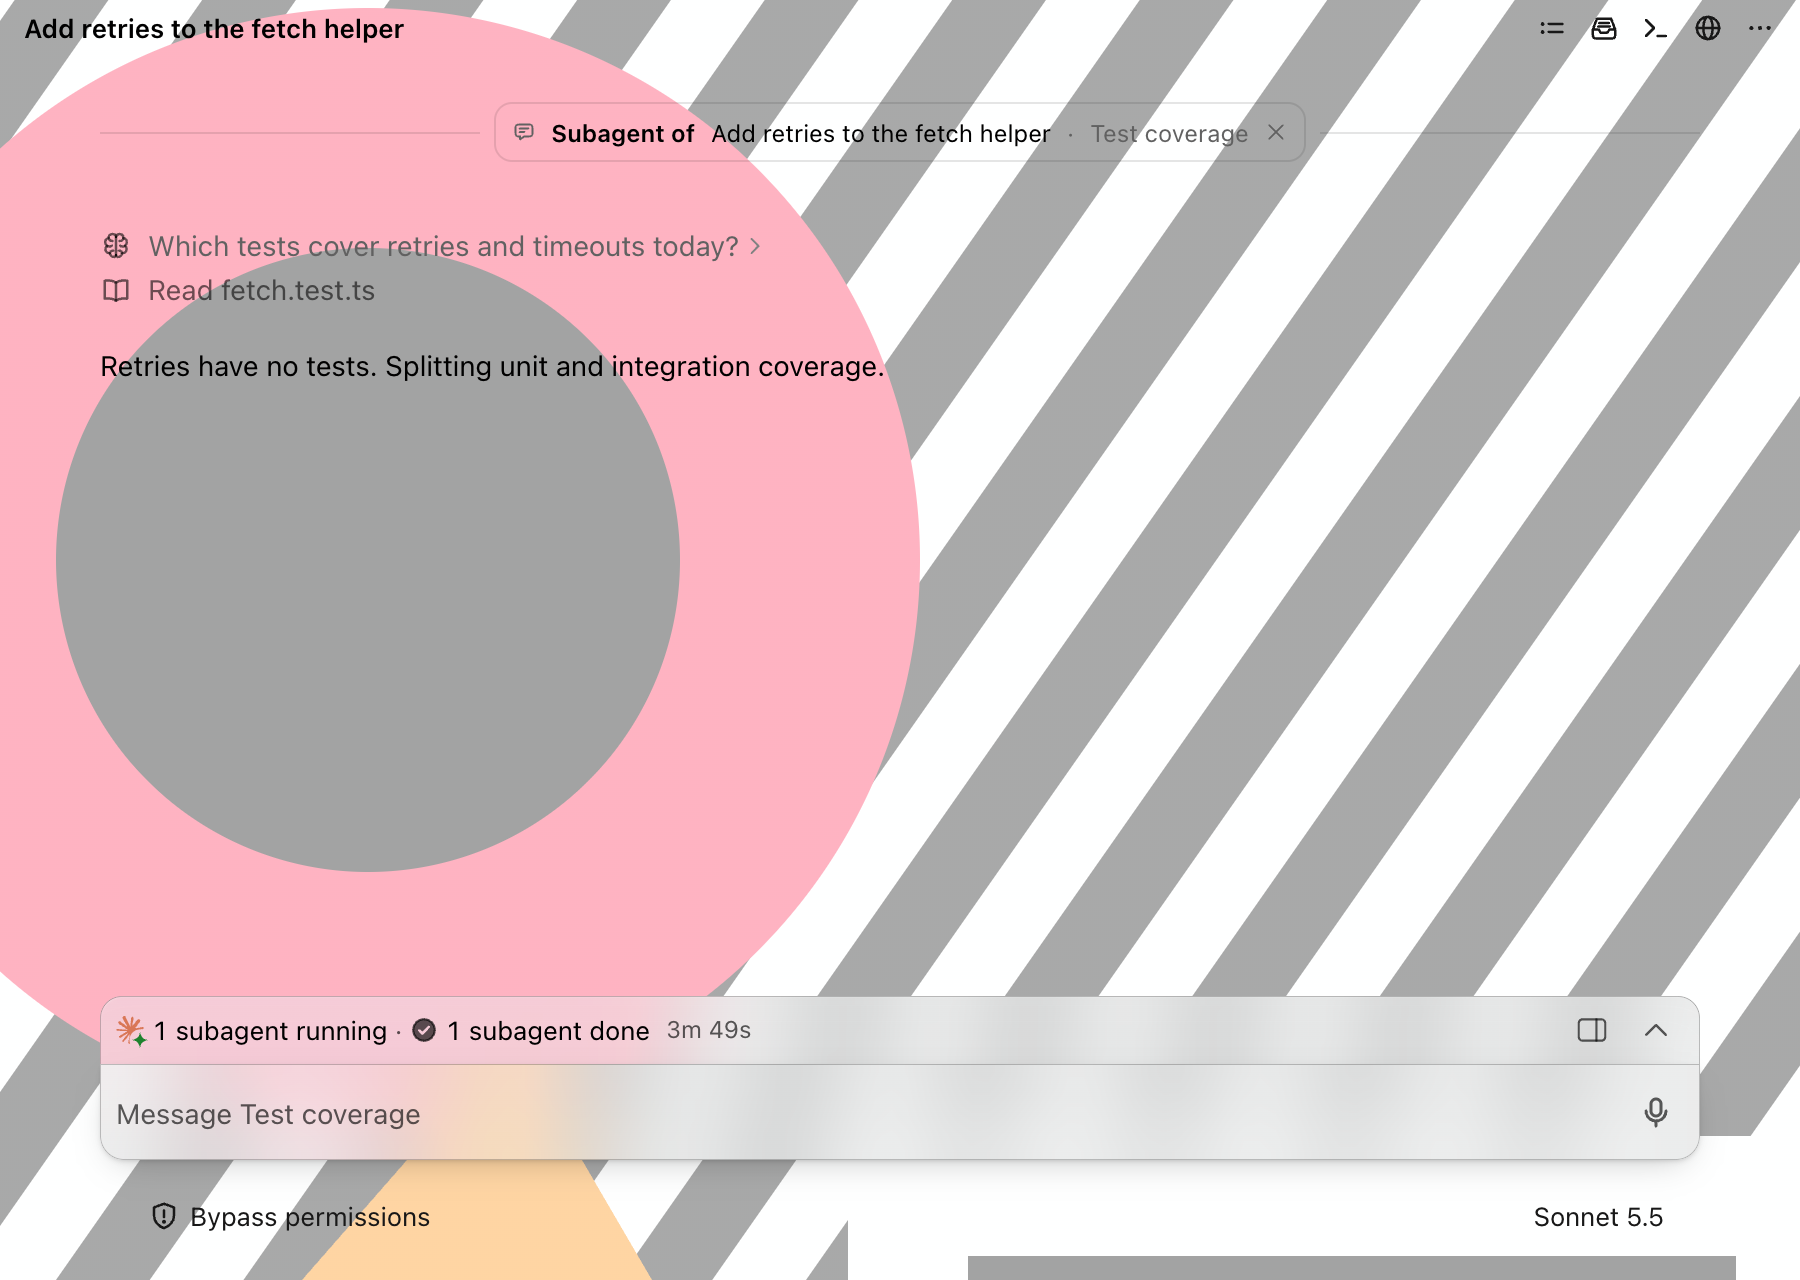 Add retries to the fetch helper
Subagent of Add retries to the fetch helper · Test coverage
Which tests cover retries and timeouts today?
Read fetch.test.ts
Retries have no tests. Splitting unit and integration coverage.
1 subagent running · 1 subagent done 3m 49s
Message Test coverage
Bypass permissions
Sonnet 5.5